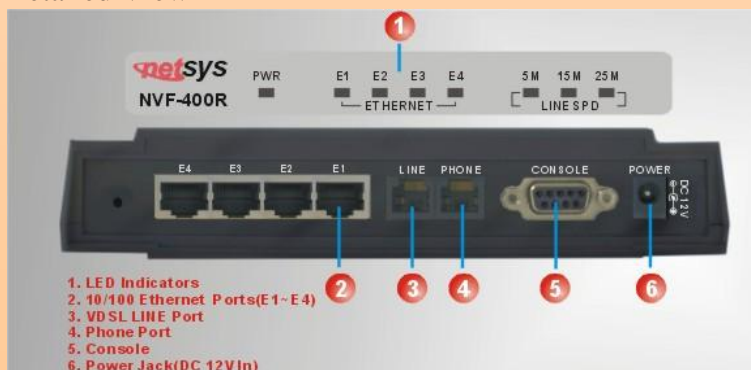 1
netsys
NVF-400R
PWR
E1 E2 E3 E4
ETHERNET
5M 15M 25M
LINE SPD
E4 E3 E2 E1 LINE PHONE CONSOLE POWER
DC 12V
2 3 4 5 6
1. LED Indicators
2. 10/100 Ethernet Ports(E1~E4)
3. VDSL LINE Port
4. Phone Port
5. Console
6. Power Jack(DC 12V In)